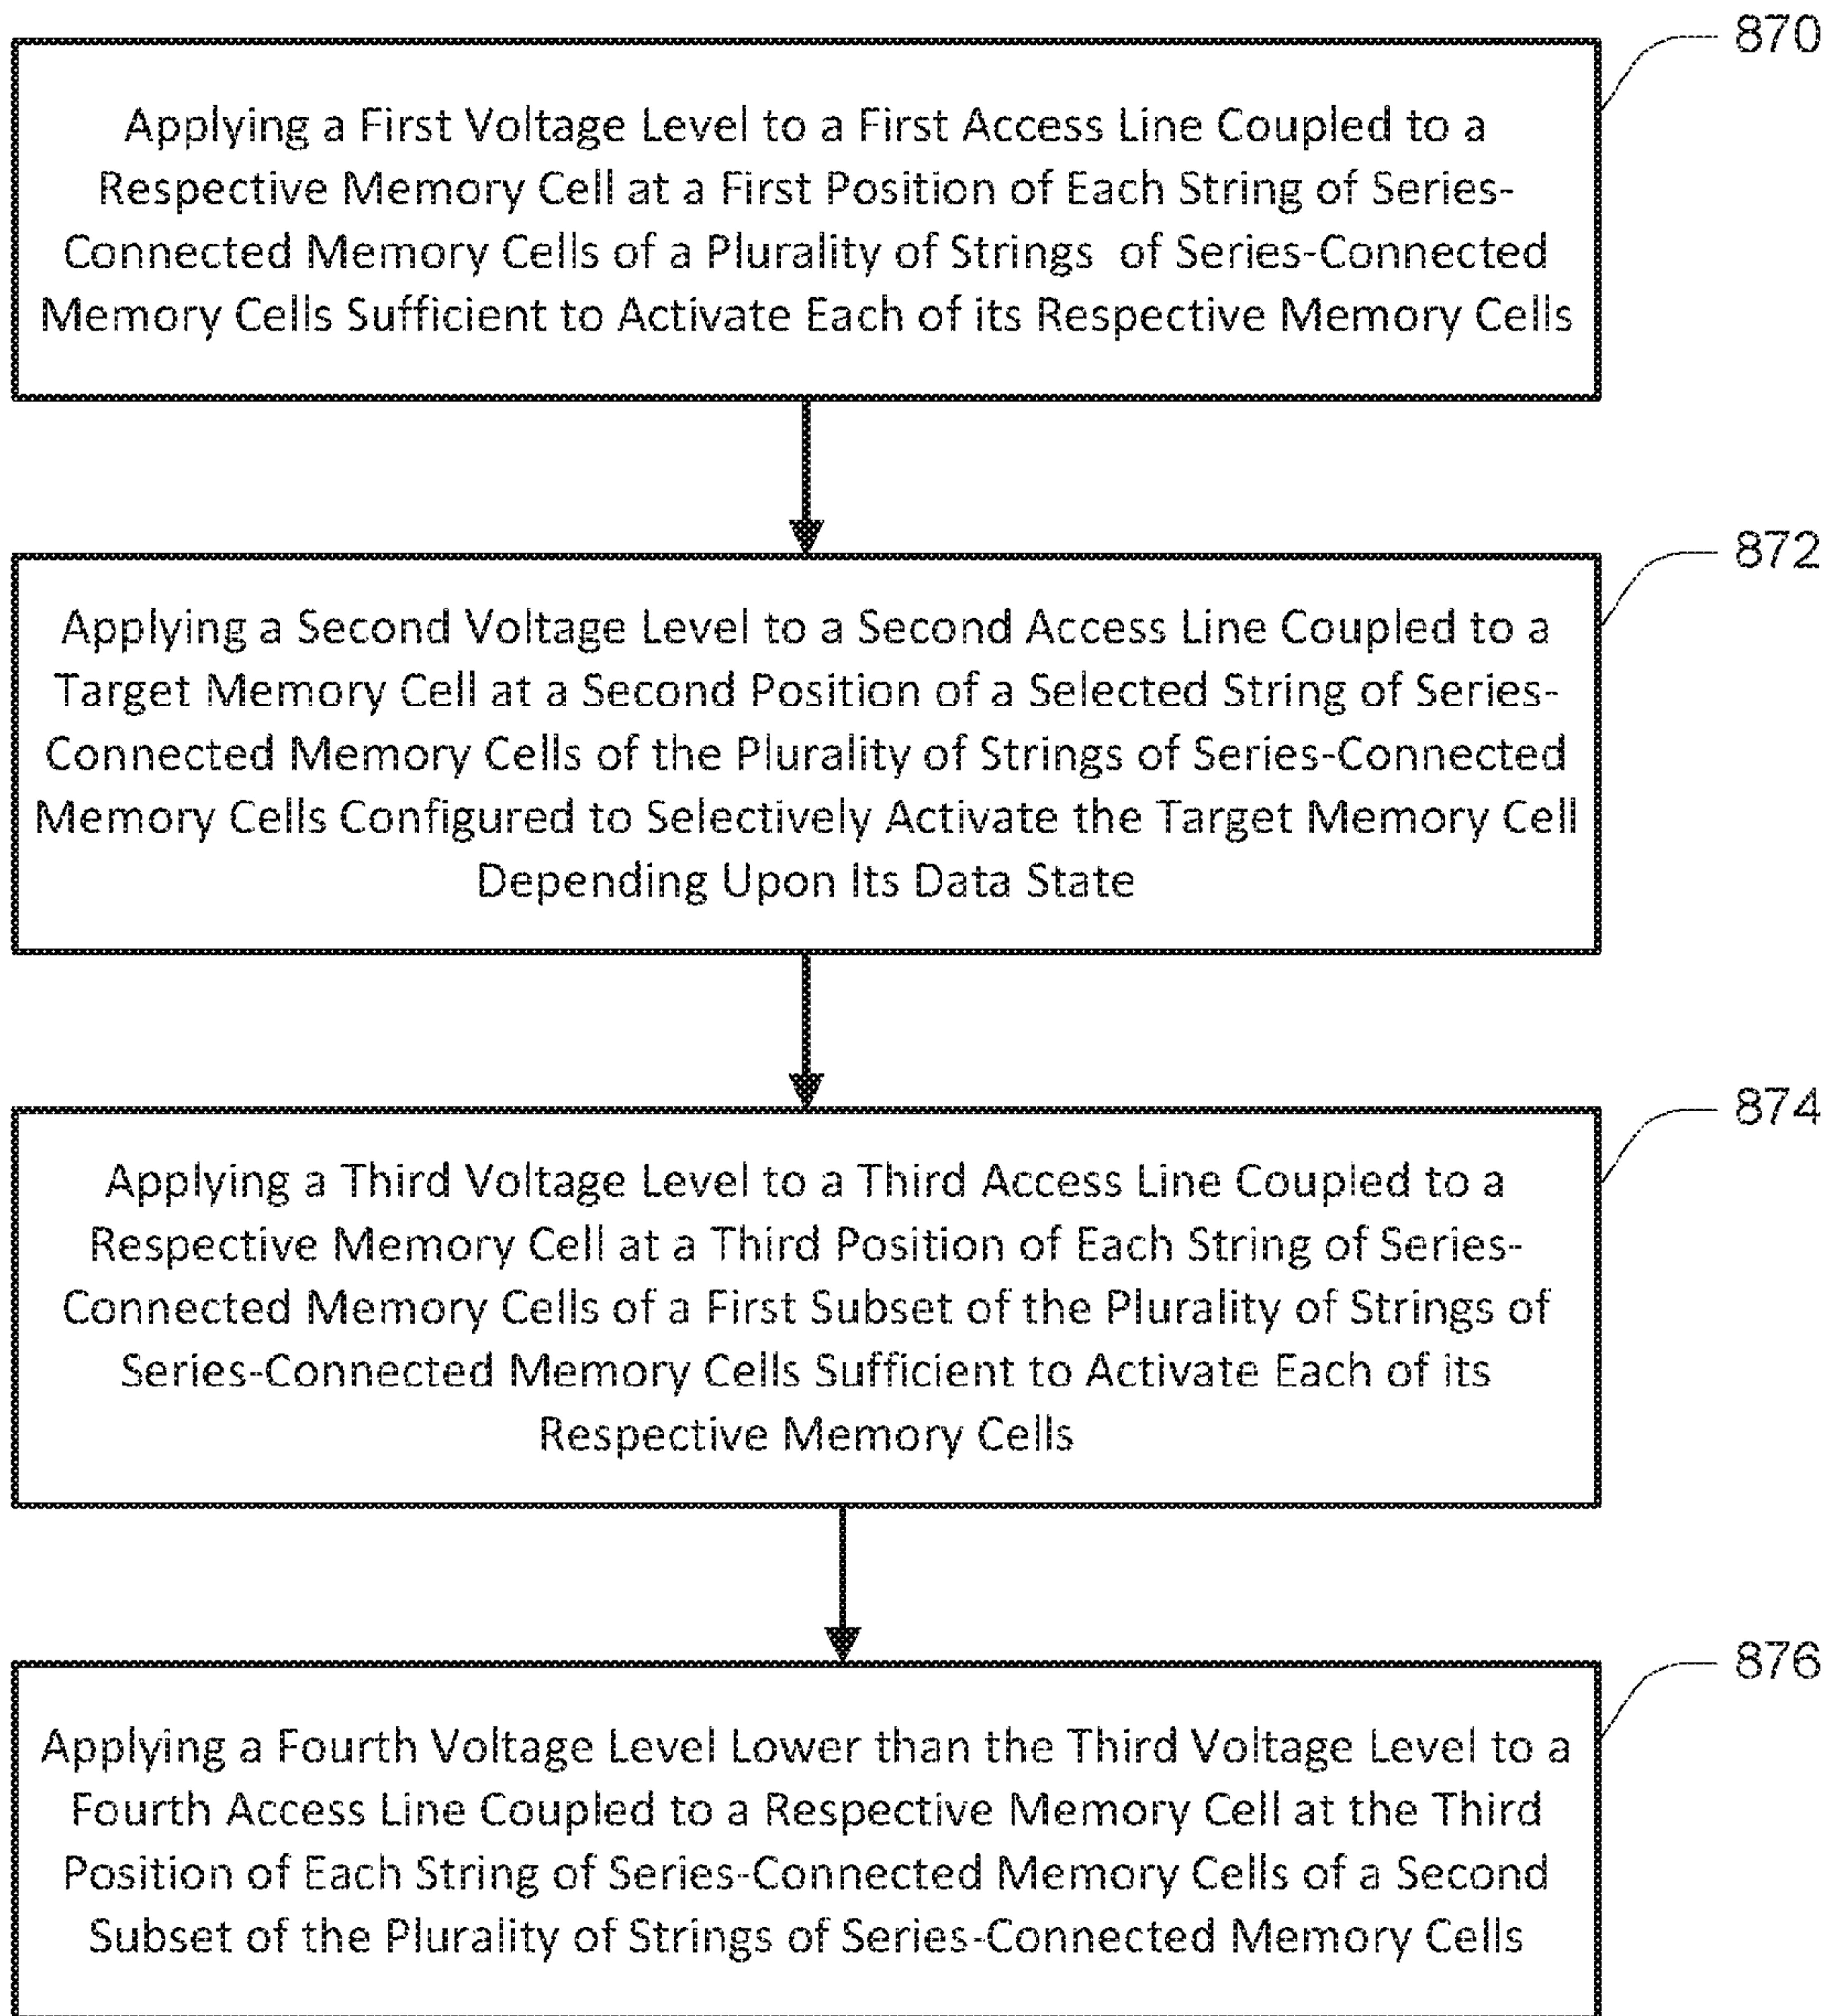 870
Applying a First Voltage Level to a First Access Line Coupled to a
Respective Memory Cell at a First Position of Each String of Series-
Connected Memory Cells of a Plurality of Strings of Series-Connected
Memory Cells Sufficient to Activate Each of its Respective Memory Cells
872
Applying a Second Voltage Level to a Second Access Line Coupled to a
Target Memory Cell at a Second Position of a Selected String of Series-
Connected Memory Cells of the Plurality of Strings of Series-Connected
Memory Cells Configured to Selectively Activate the Target Memory Cell
Depending Upon Its Data State
874
Applying a Third Voltage Level to a Third Access Line Coupled to a
Respective Memory Cell at a Third Position of Each String of Series-
Connected Memory Cells of a First Subset of the Plurality of Strings of
Series-Connected Memory Cells Sufficient to Activate Each of its
Respective Memory Cells
876
Applying a Fourth Voltage Level Lower than the Third Voltage Level to a
Fourth Access Line Coupled to a Respective Memory Cell at the Third
Position of Each String of Series-Connected Memory Cells of a Second
Subset of the Plurality of Strings of Series-Connected Memory Cells